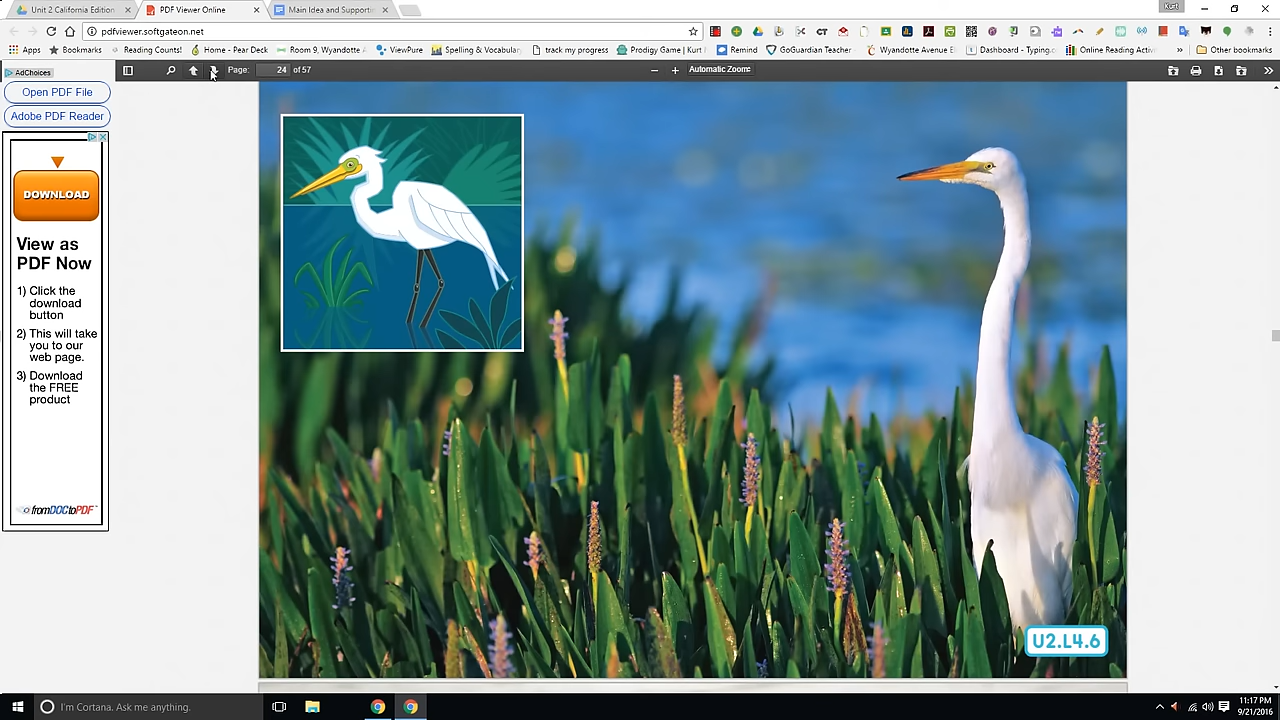 Unit 2 California Edition
PDF Viewer Online
Main Idea and Supporti
Kurt
pdfviewer.softgateon.net
Apps
Bookmarks
Reading Counts!
Home - Pear Deck
Room 9, Wyandotte
ViewPure
Spelling & Vocabular
track my progress
Prodigy Game | Kurt
Remind
GoGuardian Teacher
Wyandotte Avenue E
Dashboard - Typing.c
Online Reading Activi
»
Other bookmarks
AdChoices
Page: 24 of 57
Automatic Zoom
Open PDF File
Adobe PDF Reader
DOWNLOAD
View as
PDF Now
1) Click the
download
button
2) This will take
you to our
web page.
3) Download
the FREE
product
fromDOCtoPDF
U2.L4.6
I'm Cortana. Ask me anything.
11:17 PM
9/21/2016